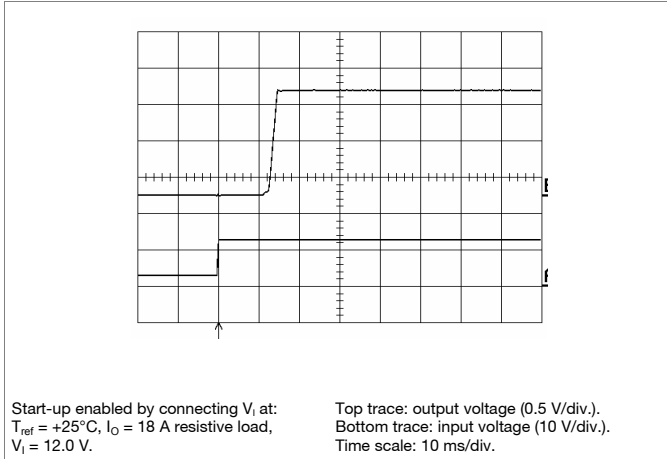 Start-up enabled by connecting Vı at:
Tref = +25°C, IO = 18 A resistive load,
VI = 12.0 V.
Top trace: output voltage (0.5 V/div.).
Bottom trace: input voltage (10 V/div.).
Time scale: 10 ms/div.